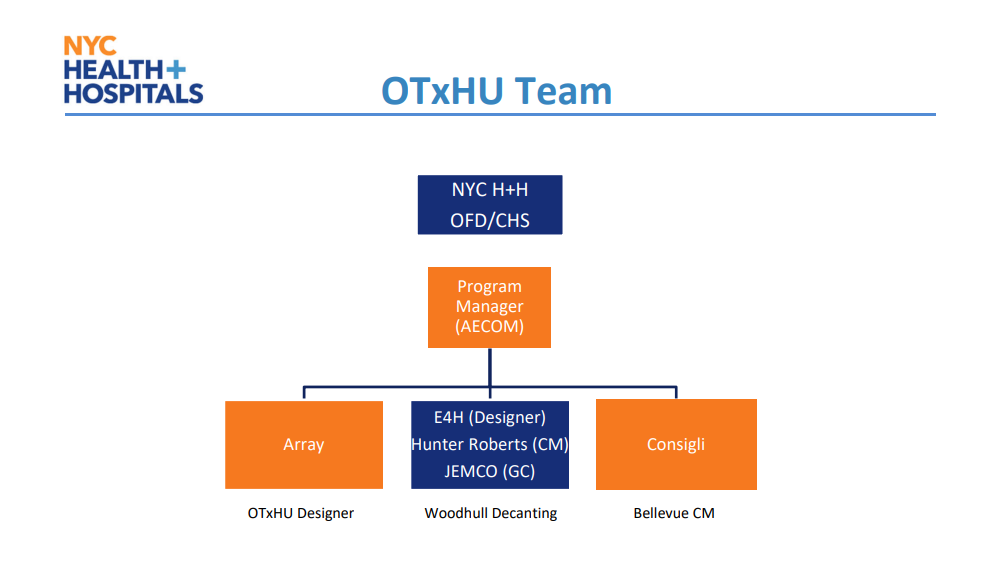 NYC
HEALTH+
HOSPITALS
OTxHU Team
NYC H+H
OFD/CHS
Program
Manager
(AECOM)
Array
E4H (Designer)
Hunter Roberts (CM)
JEMCO (GC)
Consigli
OTxHU Designer
Woodhull Decanting
Bellevue CM